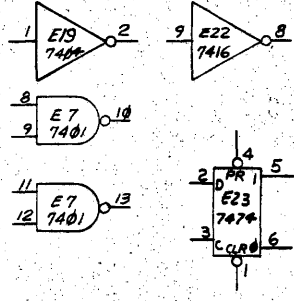 1 E19 2
7404
9 E22 8
7416
8 E7 10
9 7401
11 E7 13
12 7401
4
2 D PR 1 5
E23
7474
3 C CLR 0 6
1